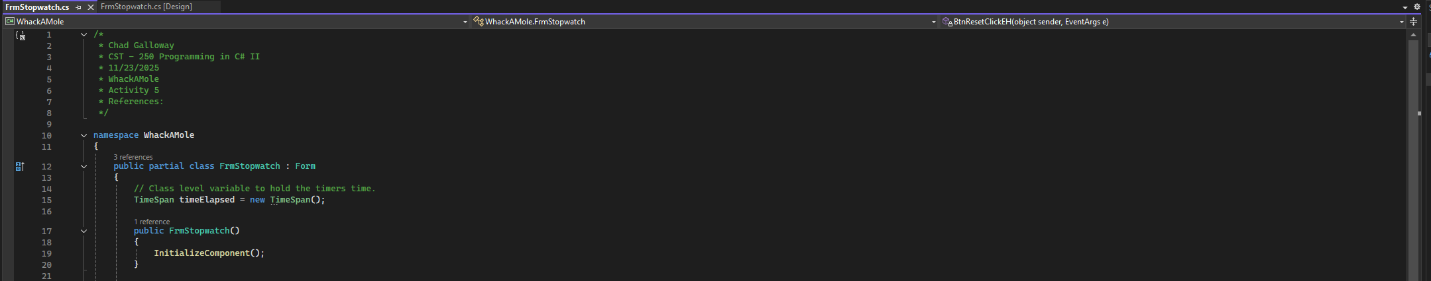 FrmStopwatch.cs
FrmStopwatch.cs [Design]
WhackAMole
WhackAMole.FrmStopwatch
BtnResetClickEH(object sender, EventArgs e)
1 /*
2 * Chad Galloway
3 * CST - 250 Programming in C# II
4 * 11/23/2025
5 * WhackAMole
6 * Activity 5
7 * References:
8 */
9
10 namespace WhackAMole
11 {
3 references
12 public partial class FrmStopwatch : Form
13 {
14 // Class level variable to hold the timers time.
15 TimeSpan timeElapsed = new TimeSpan();
16
1 reference
17 public FrmStopwatch()
18 {
19 InitializeComponent();
20 }
21